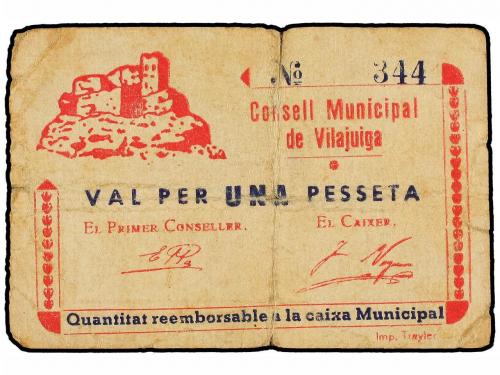 Nº 344
Consell Municipal
de Vilajuiga
VAL PER UNA PESSETA
EL PRIMER CONSELLER. EL CAIXER.
Quantitat reemborsable a la caixa Municipal
Imp. Trayter